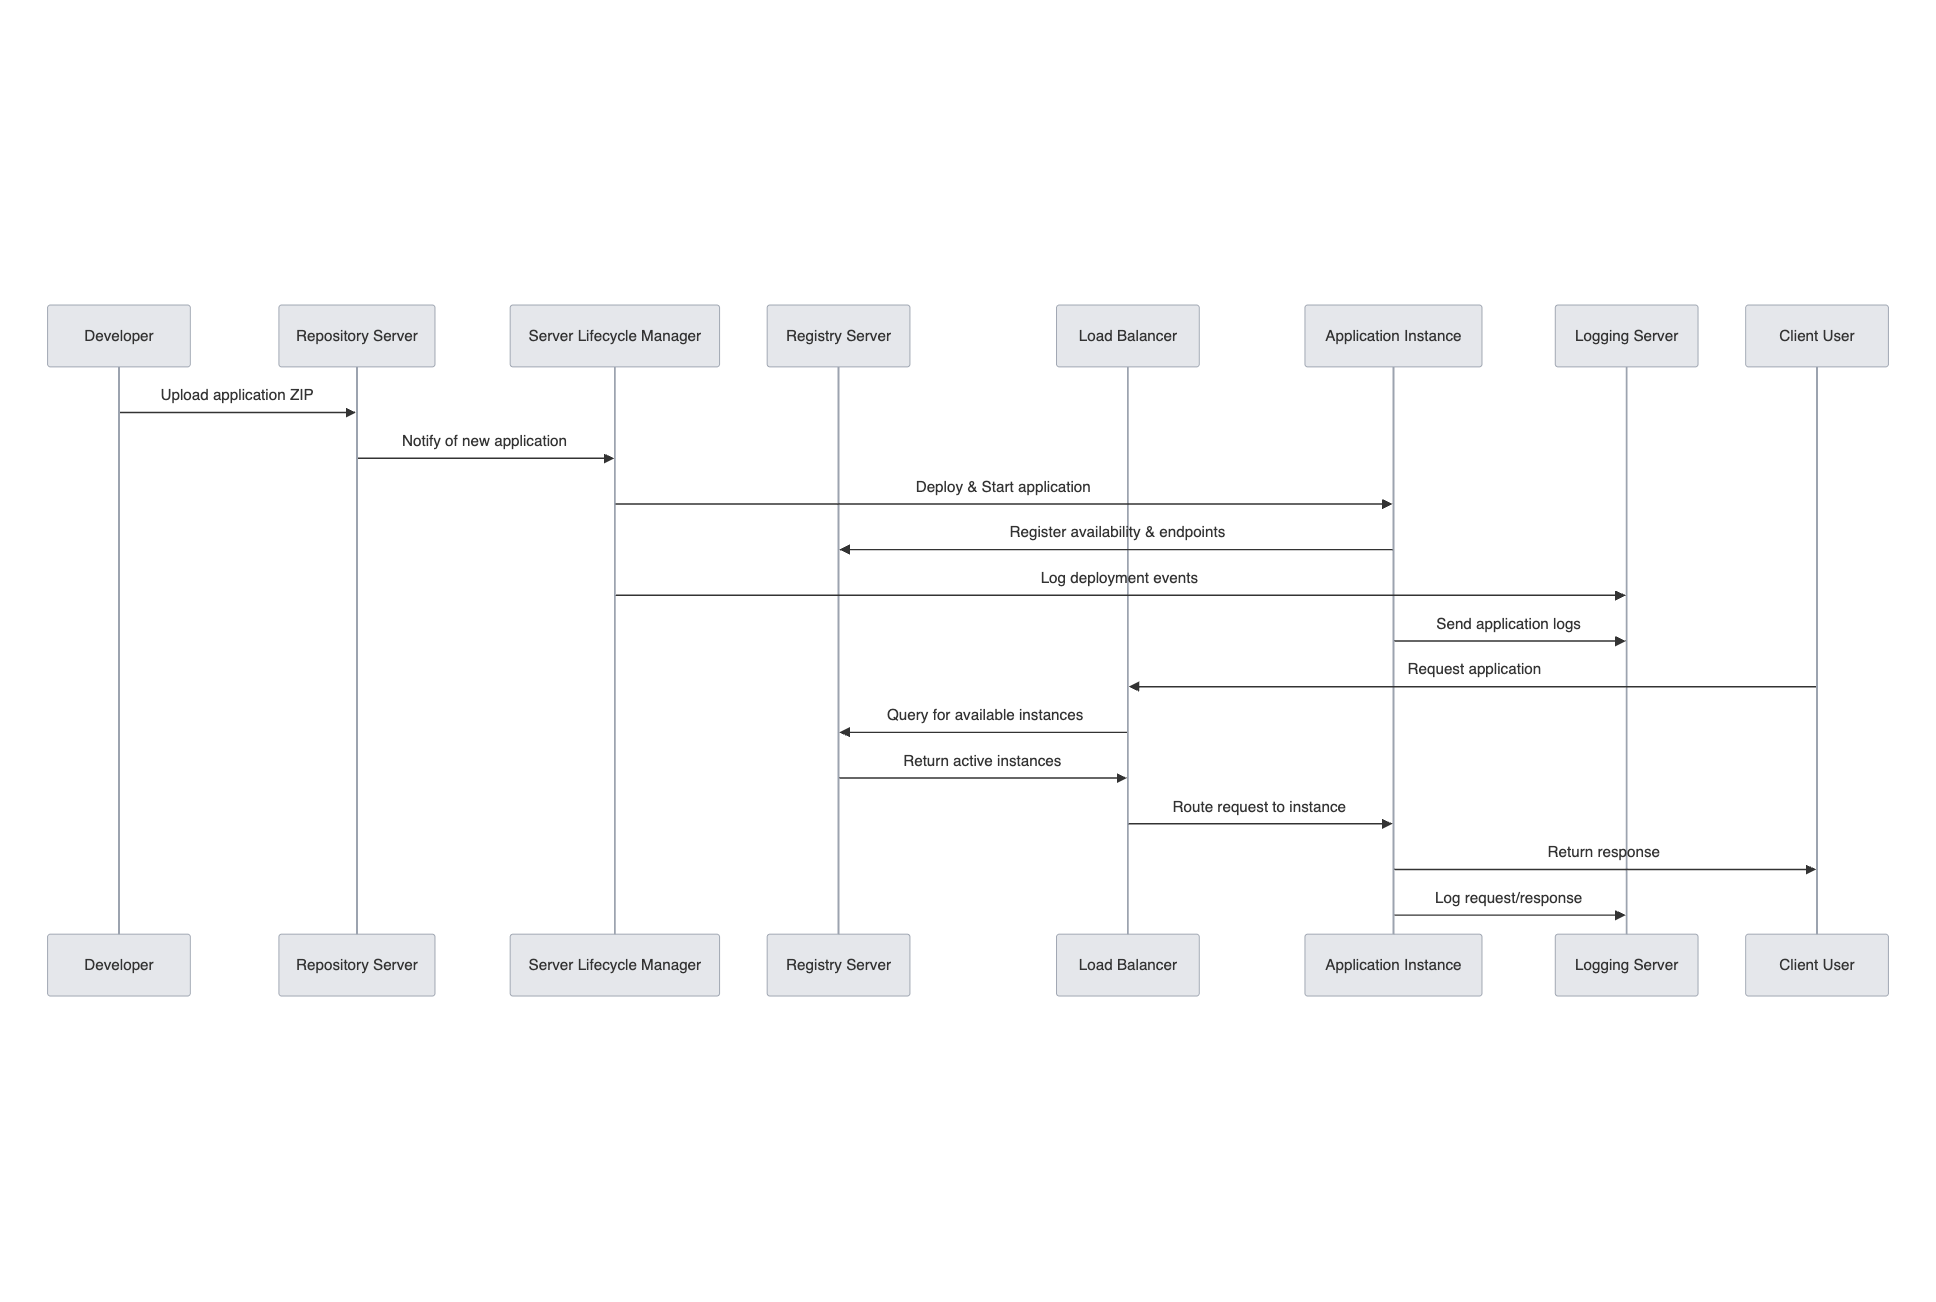 Developer
Repository Server
Server Lifecycle Manager
Registry Server
Load Balancer
Application Instance
Logging Server
Client User
Upload application ZIP
Notify of new application
Deploy & Start application
Register availability & endpoints
Log deployment events
Send application logs
Request application
Query for available instances
Return active instances
Route request to instance
Return response
Log request/response
Developer
Repository Server
Server Lifecycle Manager
Registry Server
Load Balancer
Application Instance
Logging Server
Client User